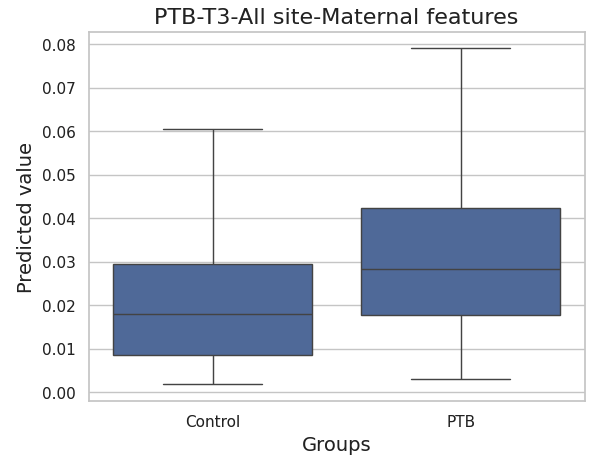 PTB-T3-All site-Maternal features
0.08
0.07
0.06
0.05
0.04
0.03
0.02
0.01
0.00
Predicted value
Control PTB
Groups